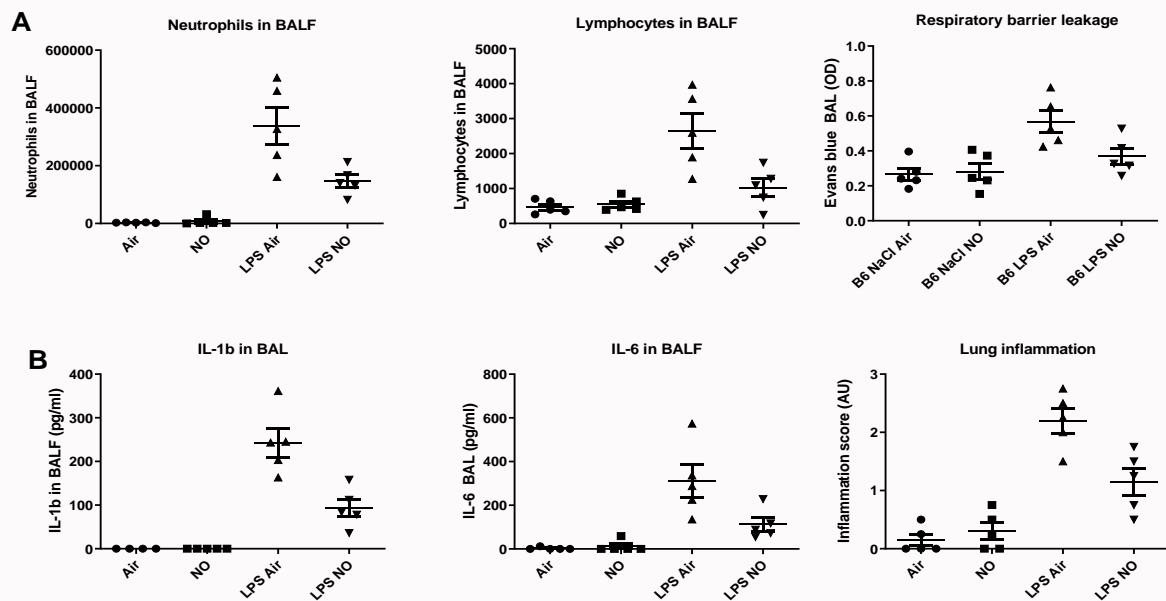 A
Neutrophils in BALF
Neutrophils in BALF
600000
400000
200000
0
Air
NO
LPS Air
LPS NO
Lymphocytes in BALF
Lymphocytes in BALF
5000
4000
3000
2000
1000
0
Air
NO
LPS Air
LPS NO
Respiratory barrier leakage
Evans blue BAL (OD)
1.0
0.8
0.6
0.4
0.2
0.0
B6 NaCl Air
B6 NaCl NO
B6 LPS Air
B6 LPS NO
B
IL-1b in BAL
IL-1b in BALF (pg/ml)
400
300
200
100
0
Air
NO
LPS Air
LPS NO
IL-6 in BALF
IL-6 BAL (pg/ml)
800
600
400
200
0
Air
NO
LPS Air
LPS NO
Lung inflammation
Inflammation score (AU)
3
2
1
0
Air
NO
LPS Air
LPS NO